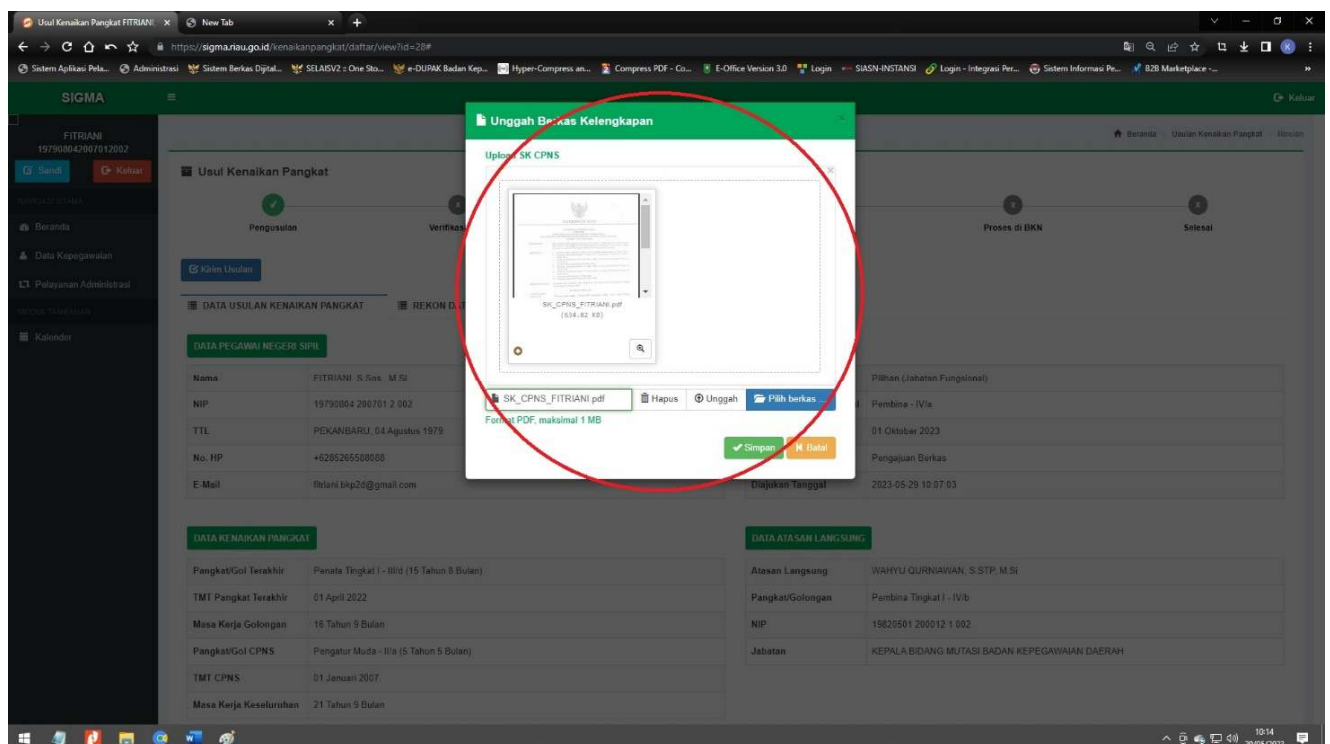 Usul Kenaikan Pangkat FITRIANI
New Tab
https://sigma.riau.go.id/kenaikanpangkat/daftar/view?id=28#
Sistem Aplikasi Pela... Administrasi Sistem Berkas Dijital... SELAISV2 :: One Sto... e-DUPAK Badan Kep... Hyper-Compress an... Compress PDF - Co... E-Office Version 3.0 Login SIASN-INSTANSI Login - Integrasi Per... Sistem Informasi Pe... B2B Marketplace -...
SIGMA
Keluar
FITRIANI
197908042007012002
Sandi Keluar
Beranda
Data Kepegawaian
Pelayanan Administrasi
Kalender
Beranda Usulan Kenaikan Pangkat
Usul Kenaikan Pangkat
Pengusulan
Verifikas
Proses di BKN
Selesai
Kirim Usulan
DATA USULAN KENAIKAN PANGKAT REKON DAT
Unggah Berkas Kelengkapan
Upload SK CPNS
SK_CPNS_FITRIANI.pdf
(634.82 KB)
SK_CPNS_FITRIANI.pdf Hapus Unggah Pilih berkas ...
Format PDF, maksimal 1 MB
Simpan Batal
DATA PEGAWAI NEGERI SIPIL
Nama FITRIANI, S.Sos., M.Si
NIP 19790804 200701 2 002
TTL PEKANBARU, 04 Agustus 1979
No. HP +6285265588088
E-Mail fitriani.bkp2d@gmail.com
Pilihan (Jabatan Fungsional)
Pembina - IV/a
01 Oktober 2023
Pengajuan Berkas
Diajukan Tanggal 2023-05-29 10:07:03
DATA KENAIKAN PANGKAT
Pangkat/Gol Terakhir Penata Tingkat I - III/d (15 Tahun 8 Bulan)
TMT Pangkat Terakhir 01 April 2022
Masa Kerja Golongan 16 Tahun 9 Bulan
Pangkat/Gol CPNS Pengatur Muda - II/a (5 Tahun 5 Bulan)
TMT CPNS 01 Januari 2007
Masa Kerja Keseluruhan 21 Tahun 9 Bulan
DATA ATASAN LANGSUNG
Atasan Langsung WAHYU QURNIAWAN, S.STP, M.Si
Pangkat/Golongan Pembina Tingkat I - IV/b
NIP 19820501 200012 1 002
Jabatan KEPALA BIDANG MUTASI BADAN KEPEGAWAIAN DAERAH
10:14